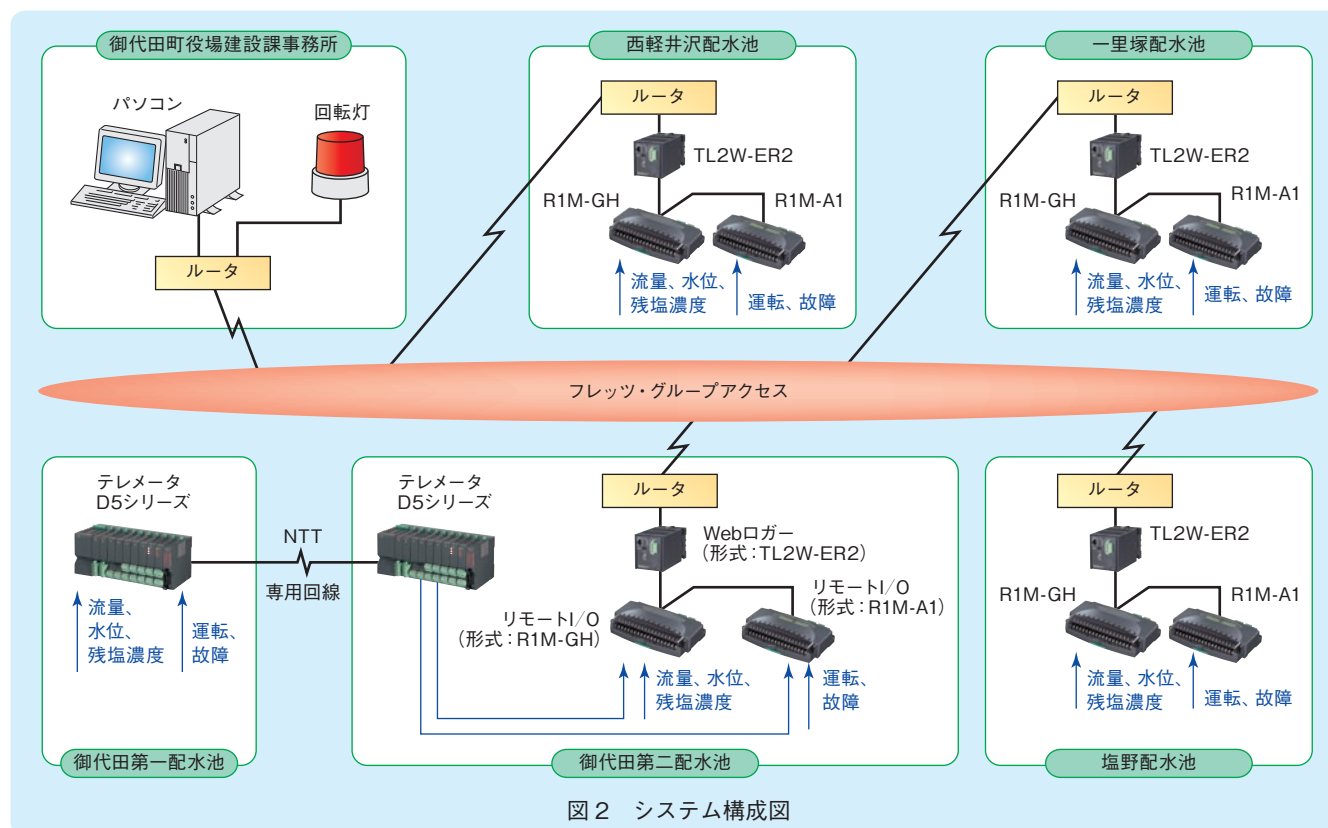 御代田町役場建設課事務所
パソコン
回転灯
ルータ
西軽井沢配水池
ルータ
TL2W-ER2
R1M-GH
R1M-A1
流量、水位、
残塩濃度
運転、故障
一里塚配水池
ルータ
TL2W-ER2
R1M-GH
R1M-A1
流量、水位、
残塩濃度
運転、故障
フレッツ・グループアクセス
テレメータ
D5シリーズ
流量、
水位、
残塩濃度
運転、
故障
御代田第一配水池
NTT
専用回線
テレメータ
D5シリーズ
ルータ
Webロガー
（形式：TL2W-ER2）
リモートI/O
（形式：R1M-GH）
リモートI/O
（形式：R1M-A1）
流量、水位、
残塩濃度
運転、
故障
御代田第二配水池
ルータ
TL2W-ER2
R1M-GH
R1M-A1
流量、水位、
残塩濃度
運転、故障
塩野配水池
図2　システム構成図